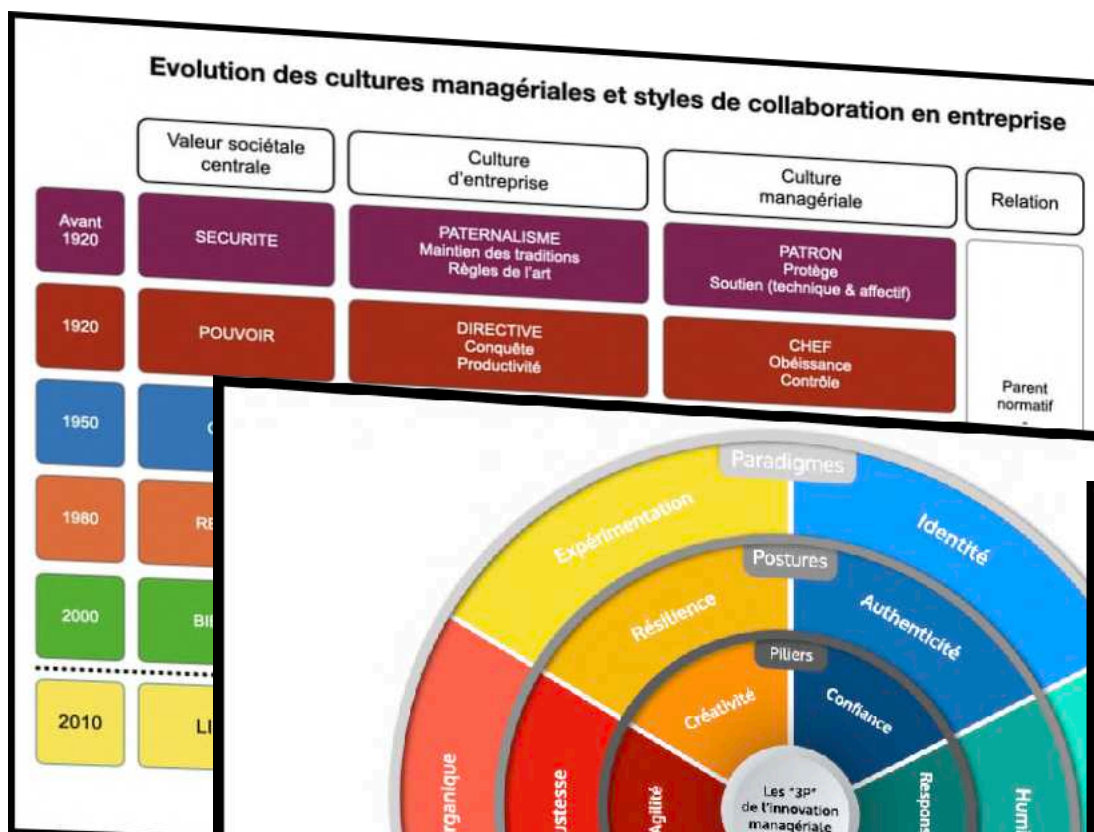 Evolution des cultures managériales et styles de collaboration en entreprise
Valeur sociétale
centrale
Culture
d'entreprise
Culture
managériale
Relation
Avant
1920
SECURITE
PATERNALISME
Maintien des traditions
Règles de l'art
PATRON
Protège
Soutien (technique & affectif)
1920
POUVOIR
DIRECTIVE
Conquête
Productivité
CHEF
Obéissance
Contrôle
Parent
normatif
-
1950
1980
2000
2010
Paradigmes
Expérimentation
Identité
Postures
Résilience
Authenticité
Piliers
Créativité
Confiance
Agilité
Les "3P"
de l'innovation
managériale